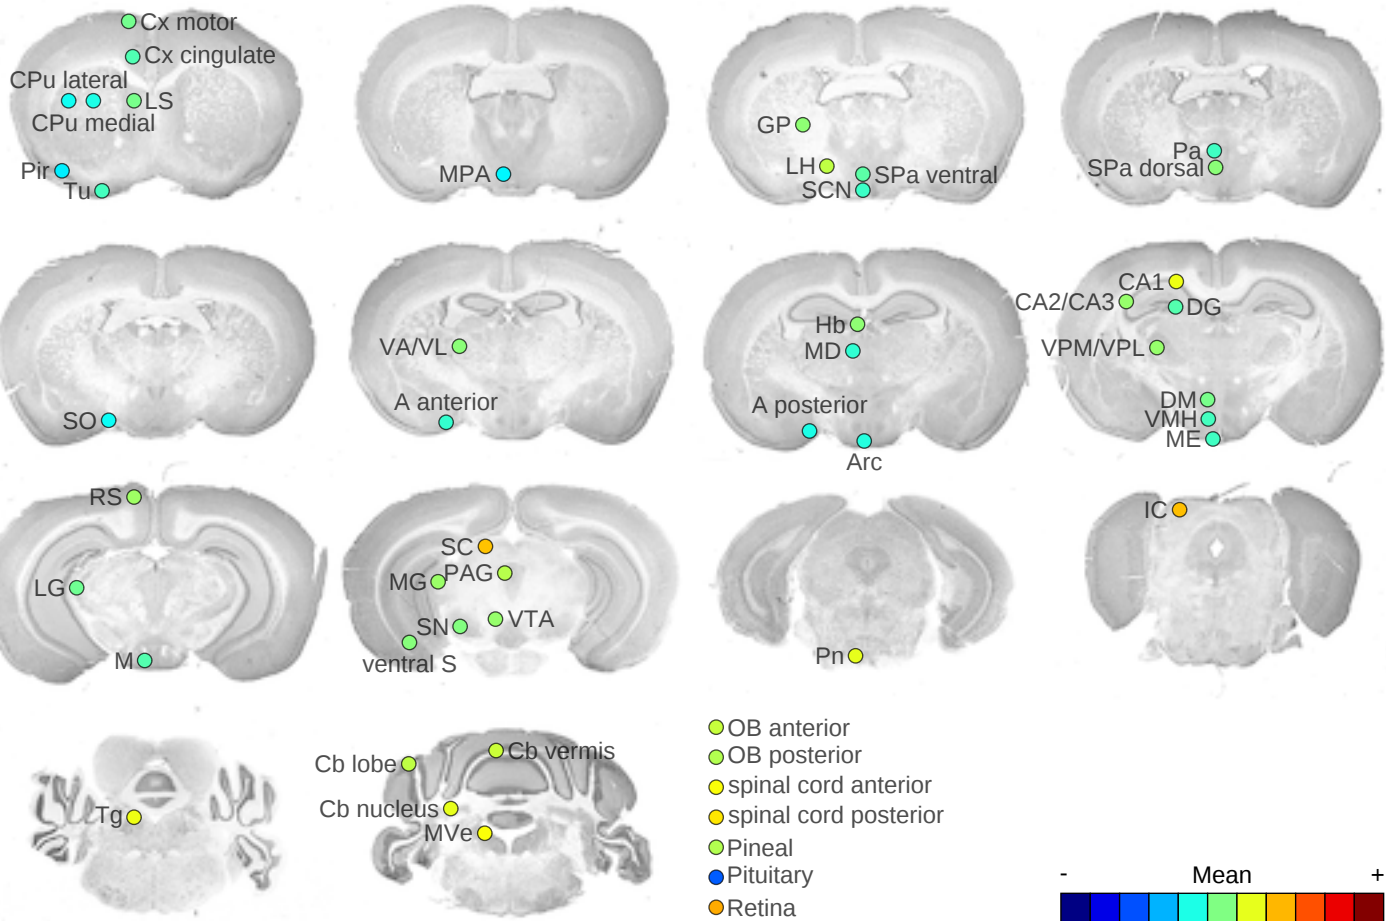 Cx motor
Cx cingulate
CPu lateral
LS
CPu medial
Pir
Tu
MPA
GP
LH
SPa ventral
SCN
Pa
SPa dorsal
SO
VA/VL
A anterior
Hb
MD
A posterior
Arc
CA1
CA2/CA3
DG
VPM/VPL
DM
VMH
ME
RS
LG
M
SC
MG
PAG
SN
VTA
ventral S
Pn
IC
Tg
Cb lobe
Cb vermis
Cb nucleus
MVe
OB anterior
OB posterior
spinal cord anterior
spinal cord posterior
Pineal
Pituitary
Retina
- Mean +